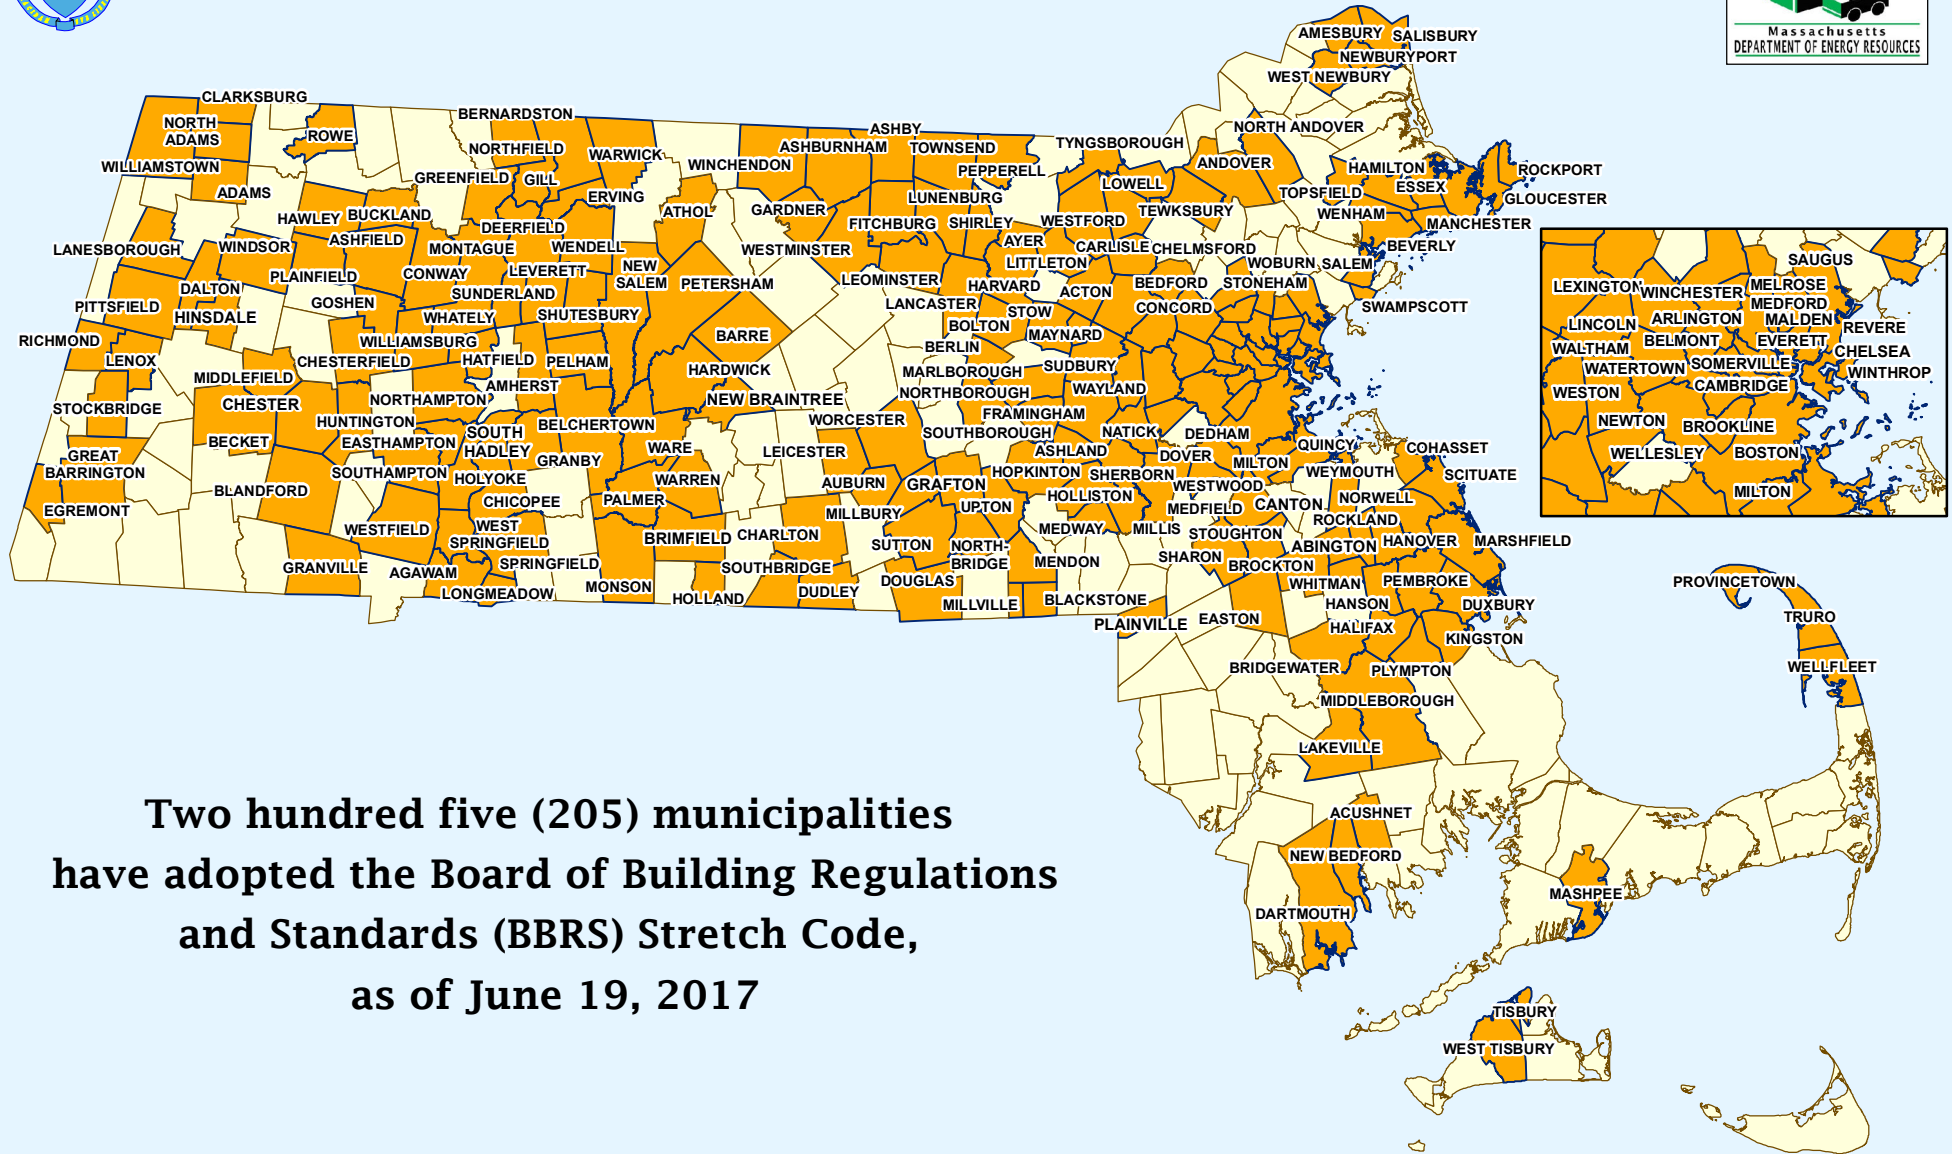 Massachusetts
DEPARTMENT OF ENERGY RESOURCES
AMESBURY
SALISBURY
NEWBURYPORT
WEST NEWBURY
CLARKSBURG
NORTH
ADAMS
WILLIAMSTOWN
ADAMS
ROWE
BERNARDSTON
NORTHFIELD
GREENFIELD
GILL
WARWICK
ERVING
WINCHENDON
ASHBURNHAM
ASHBY
TOWNSEND
PEPPERELL
TYNGSBOROUGH
NORTH ANDOVER
ANDOVER
HAMILTON
ESSEX
ROCKPORT
GLOUCESTER
TOPSFIELD
WENHAM
MANCHESTER
BEVERLY
LOWELL
TEWKSBURY
WESTFORD
LUNENBURG
SHIRLEY
FITCHBURG
GARDNER
ATHOL
WESTMINSTER
HAWLEY
BUCKLAND
ASHFIELD
DEERFIELD
MONTAGUE
WENDELL
LANESBOROUGH
WINDSOR
PLAINFIELD
CONWAY
LEVERETT
NEW
SALEM
PETERSHAM
LEOMINSTER
AYER
LITTLETON
CARLISLE
CHELMSFORD
WOBURN
SALEM
HARVARD
ACTON
BEDFORD
STONEHAM
SWAMPSCOTT
LANCASTER
STOW
CONCORD
BOLTON
MAYNARD
BERLIN
PITTSFIELD
DALTON
HINSDALE
GOSHEN
SUNDERLAND
WHATELY
SHUTESBURY
RICHMOND
LENOX
WILLIAMSBURG
CHESTERFIELD
HATFIELD
PELHAM
BARRE
HARDWICK
MARLBOROUGH
SUDBURY
NORTHBOROUGH
WAYLAND
MIDDLEFIELD
CHESTER
AMHERST
NORTHAMPTON
NEW BRAINTREE
WORCESTER
FRAMINGHAM
SOUTHBOROUGH
NATICK
DEDHAM
STOCKBRIDGE
HUNTINGTON
BECKET
EASTHAMPTON
SOUTH
HADLEY
BELCHERTOWN
WARE
LEICESTER
ASHLAND
DOVER
QUINCY
COHASSET
GREAT
BARRINGTON
SOUTHAMPTON
HOLYOKE
GRANBY
WARREN
AUBURN
GRAFTON
HOPKINTON
SHERBORN
WESTWOOD
MILTON
WEYMOUTH
SCITUATE
BLANDFORD
CHICOPEE
PALMER
MILLBURY
UPTON
HOLLISTON
MEDFIELD
CANTON
NORWELL
EGREMONT
WESTFIELD
WEST
SPRINGFIELD
BRIMFIELD
CHARLTON
SUTTON
NORTH-
BRIDGE
MEDWAY
MILLIS
STOUGHTON
ROCKLAND
ABINGTON
HANOVER
MARSHFIELD
GRANVILLE
AGAWAM
SPRINGFIELD
LONGMEADOW
MONSON
SOUTHBRIDGE
HOLLAND
DUDLEY
DOUGLAS
MENDON
MILLVILLE
BLACKSTONE
SHARON
BROCKTON
WHITMAN
PEMBROKE
HANSON
DUXBURY
PLAINVILLE
EASTON
HALIFAX
KINGSTON
BRIDGEWATER
PLYMPTON
MIDDLEBOROUGH
LAKEVILLE
ACUSHNET
NEW BEDFORD
DARTMOUTH
MASHPEE
TISBURY
WEST TISBURY
PROVINCETOWN
TRURO
WELLFLEET
SAUGUS
LEXINGTON
WINCHESTER
MELROSE
MEDFORD
LINCOLN
ARLINGTON
MALDEN
REVERE
WALTHAM
BELMONT
EVERETT
CHELSEA
WATERTOWN
SOMERVILLE
WINTHROP
WESTON
CAMBRIDGE
NEWTON
BROOKLINE
WELLESLEY
BOSTON
MILTON
Two hundred five (205) municipalities
have adopted the Board of Building Regulations
and Standards (BBRS) Stretch Code,
as of June 19, 2017